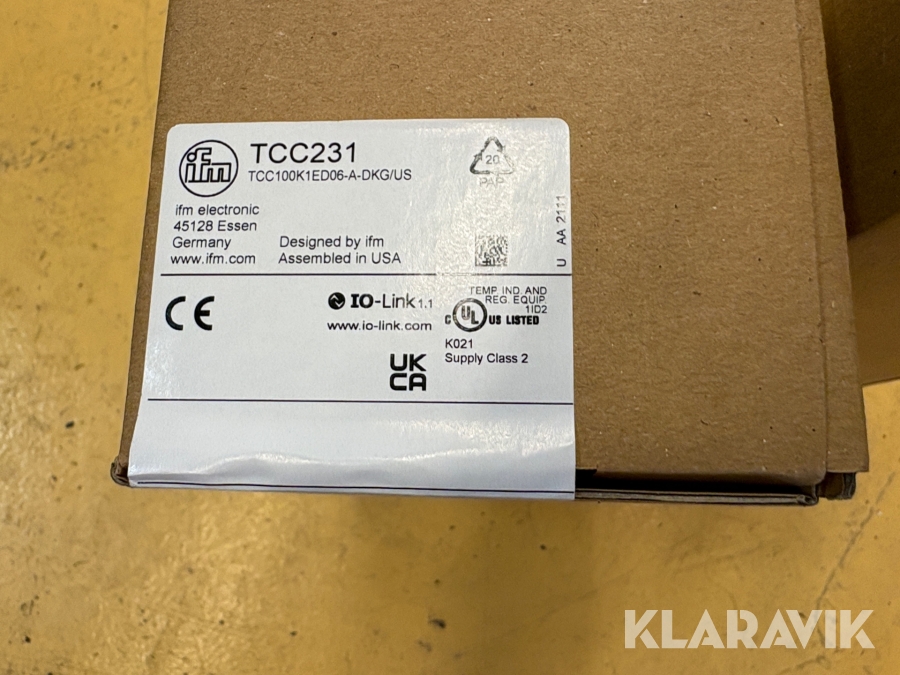 ifm
TCC231
TCC100K1ED06-A-DKG/US
ifm electronic
45128 Essen
Germany
www.ifm.com
Designed by ifm
Assembled in USA
20
PAP
U AA 2111
CE
IO-Link 1.1
www.io-link.com
UK
CA
TEMP. IND. AND
REG. EQUIP.
1ID2
C UL US LISTED
K021
Supply Class 2
KLARAVIK